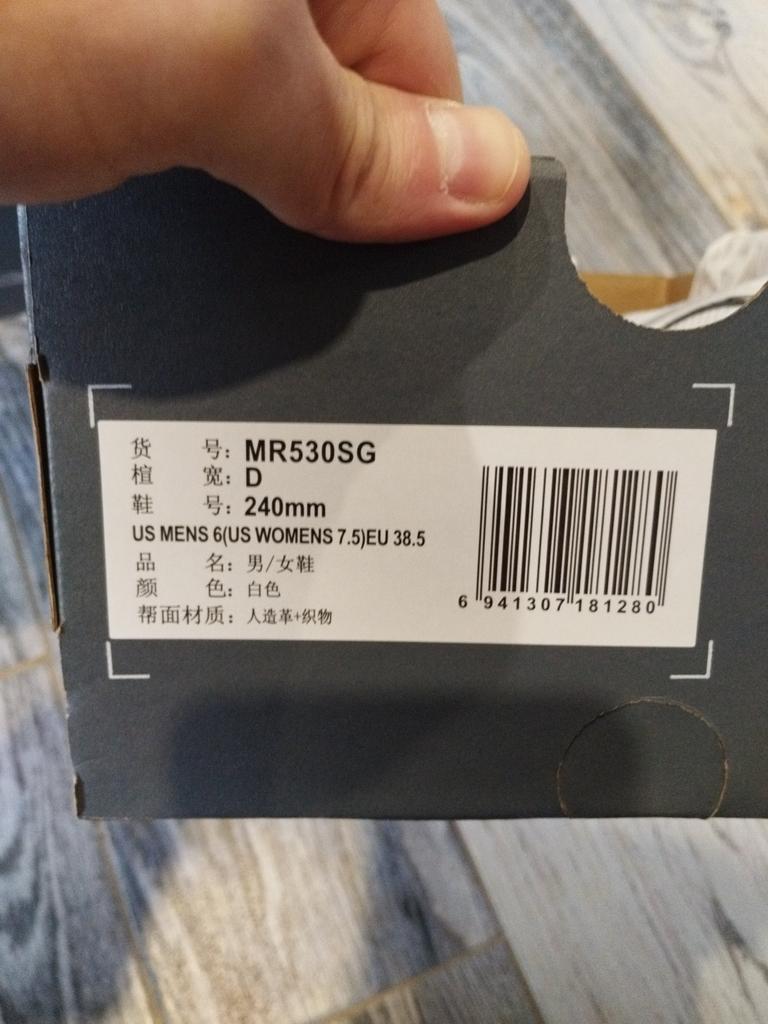 货 号：MR530SG
楦 宽：D
鞋 号：240mm
US MENS 6(US WOMENS 7.5)EU 38.5
品 名：男/女鞋
颜 色：白色
帮面材质：人造革+织物
6 941307 181280